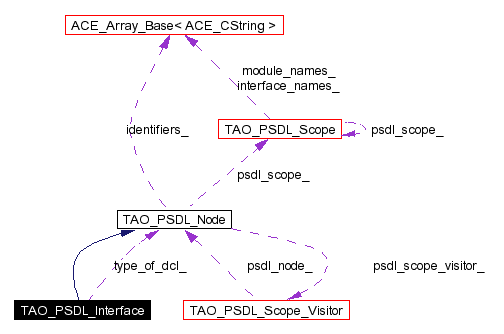 ACE_Array_Base< ACE_CString >
module_names_
interface_names_
identifiers_
TAO_PSDL_Scope
psdl_scope_
psdl_scope_
TAO_PSDL_Node
type_of_dcl_
psdl_node_
psdl_scope_visitor_
TAO_PSDL_Interface
TAO_PSDL_Scope_Visitor